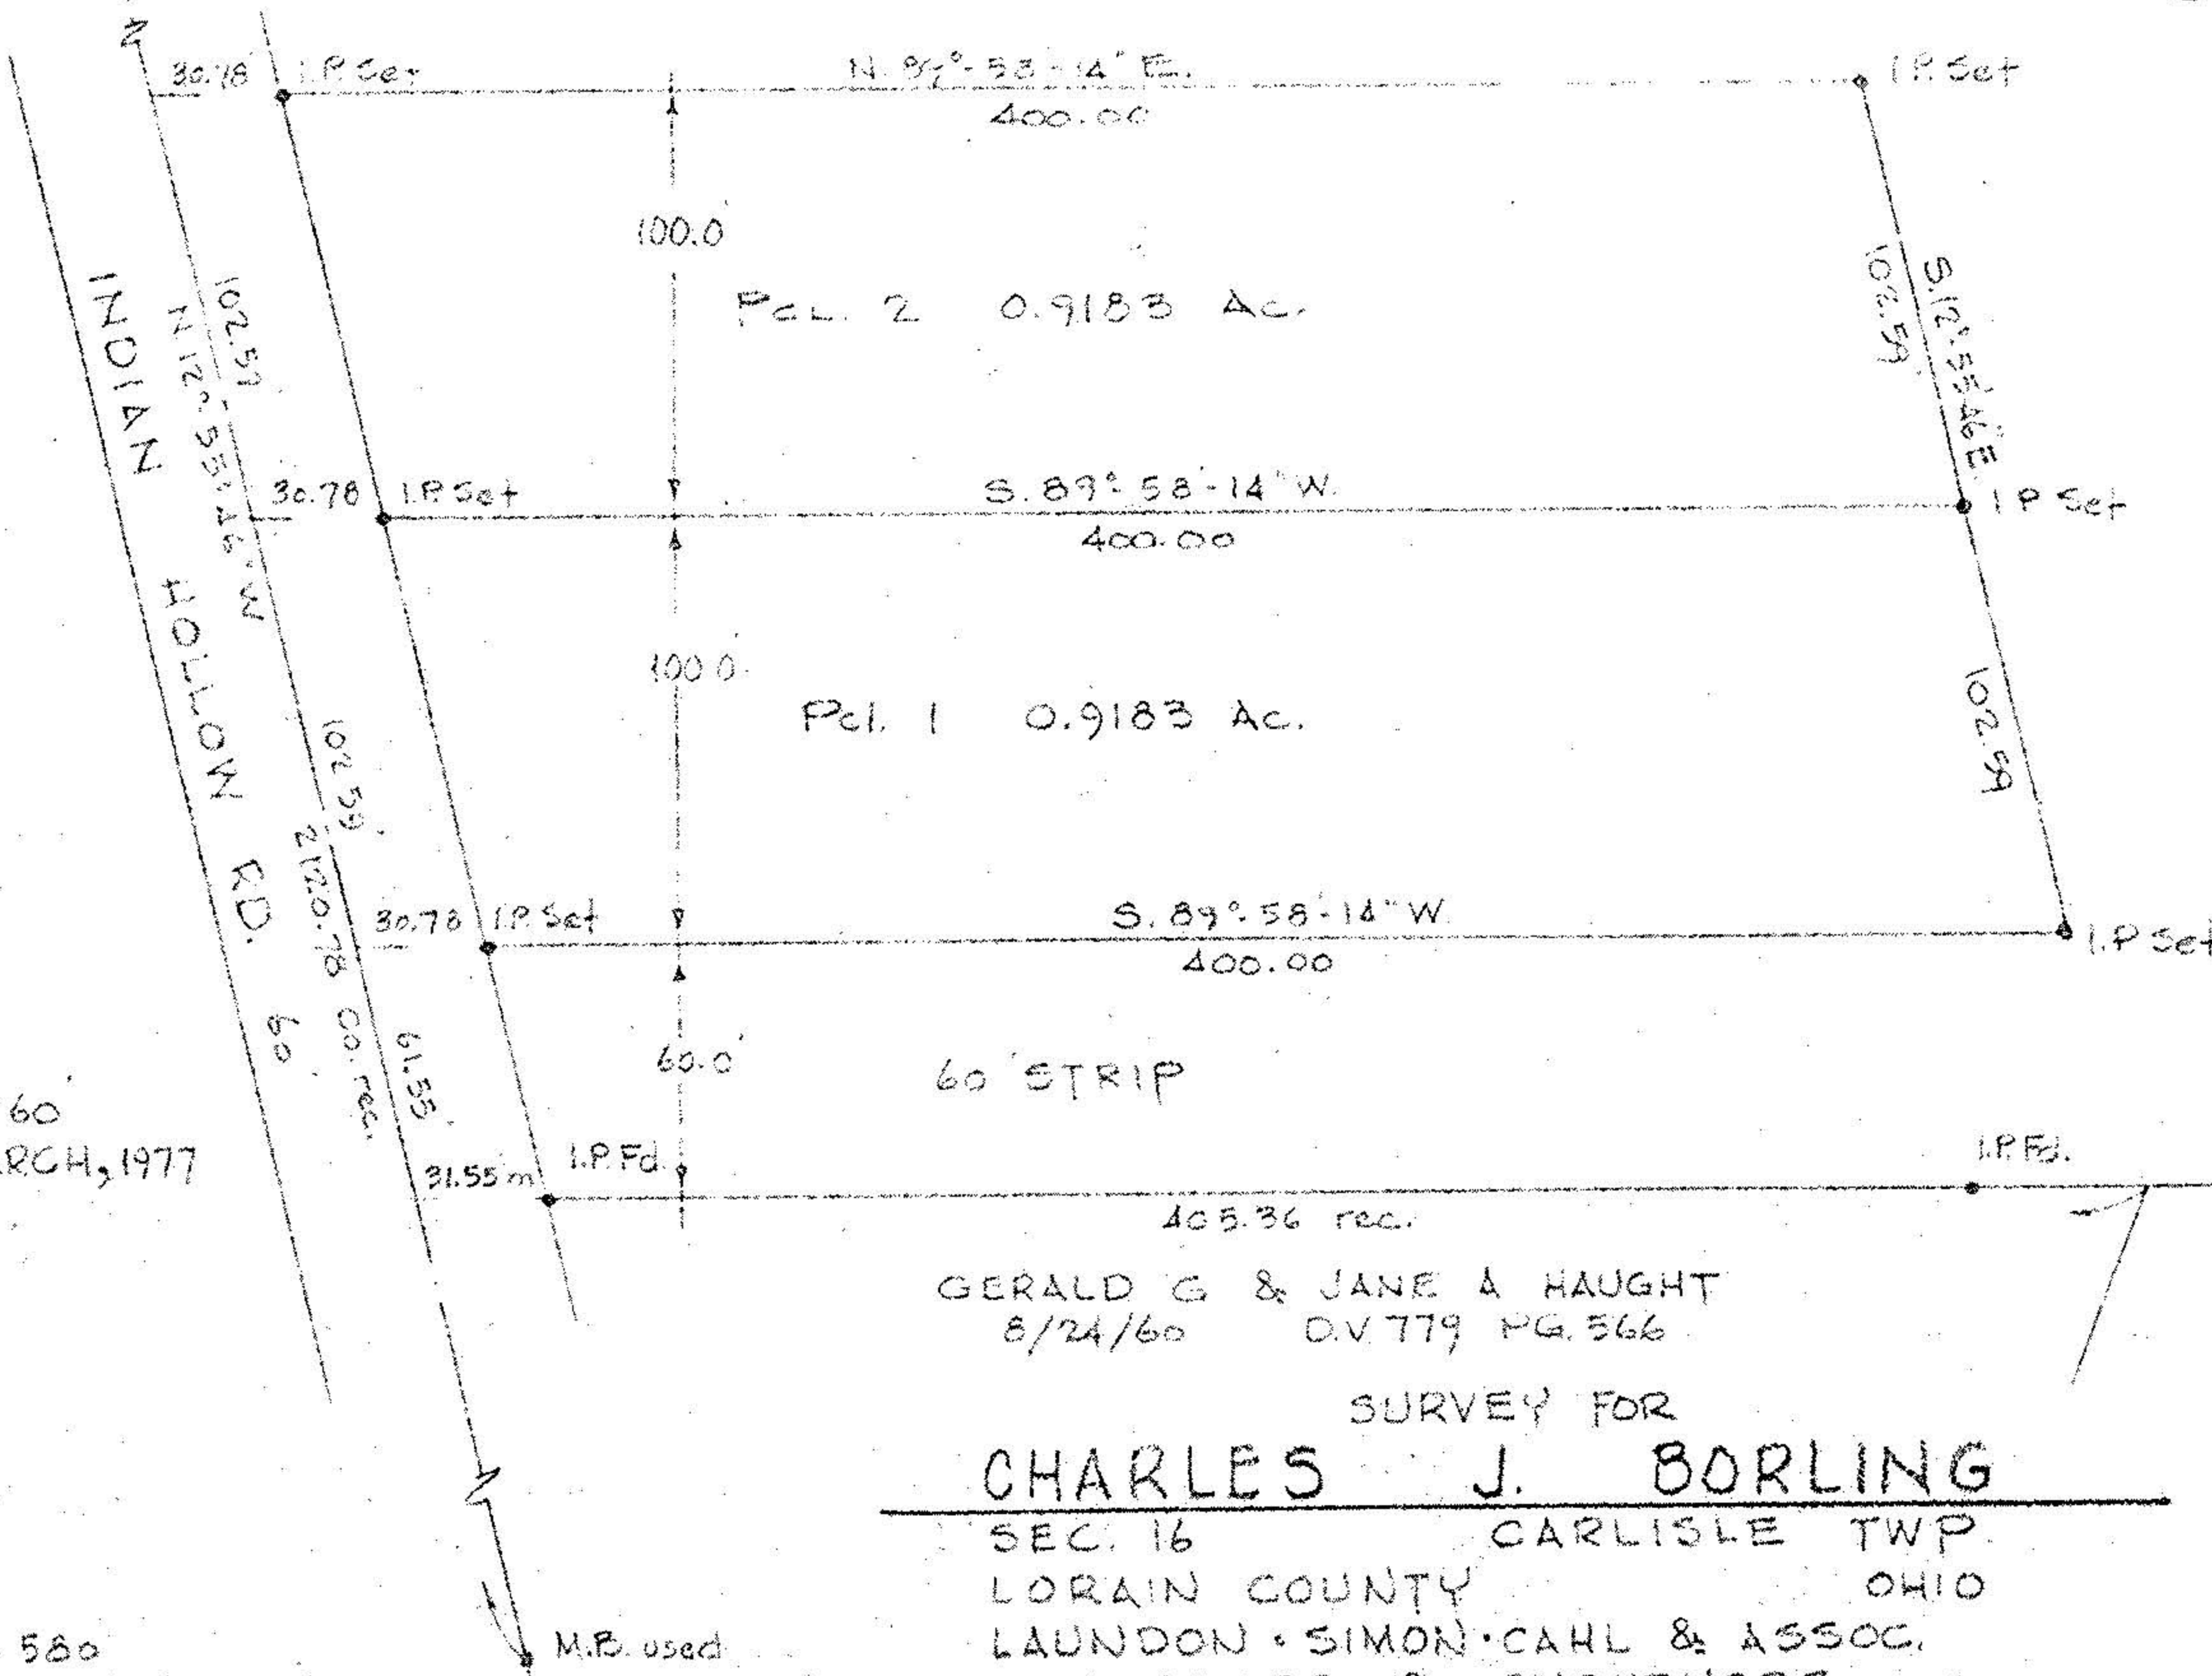 30.78 I.P. Set N. 89°-58'-14" E. I.P. Set
400.00
100.0'
102.59
N. 12°-55'-46" W
S. 12°-55'-46" E
102.59
Pcl. 2 0.9183 Ac.
INDIAN HOLLOW RD. 60
30.78 I.P. Set S. 89°-58'-14" W. I.P. Set
400.00
100.0'
Pcl. 1 0.9183 Ac.
102.59
102.59
2120.78 co. rec.
30.78 I.P. Set S. 89°-58'-14" W. I.P. Set
400.00
61.55
60.0'
60' STRIP
60'
RCH, 1977
31.55 m I.P. Fd. I.P. Fd.
405.36 rec.
GERALD G & JANE A HAUGHT
8/24/60 D.V. 779 PG. 566
SURVEY FOR
CHARLES J. BORLING
SEC. 16 CARLISLE TWP.
LORAIN COUNTY OHIO
580 M.B. used LAUNDON • SIMON • CAHL & ASSOC.